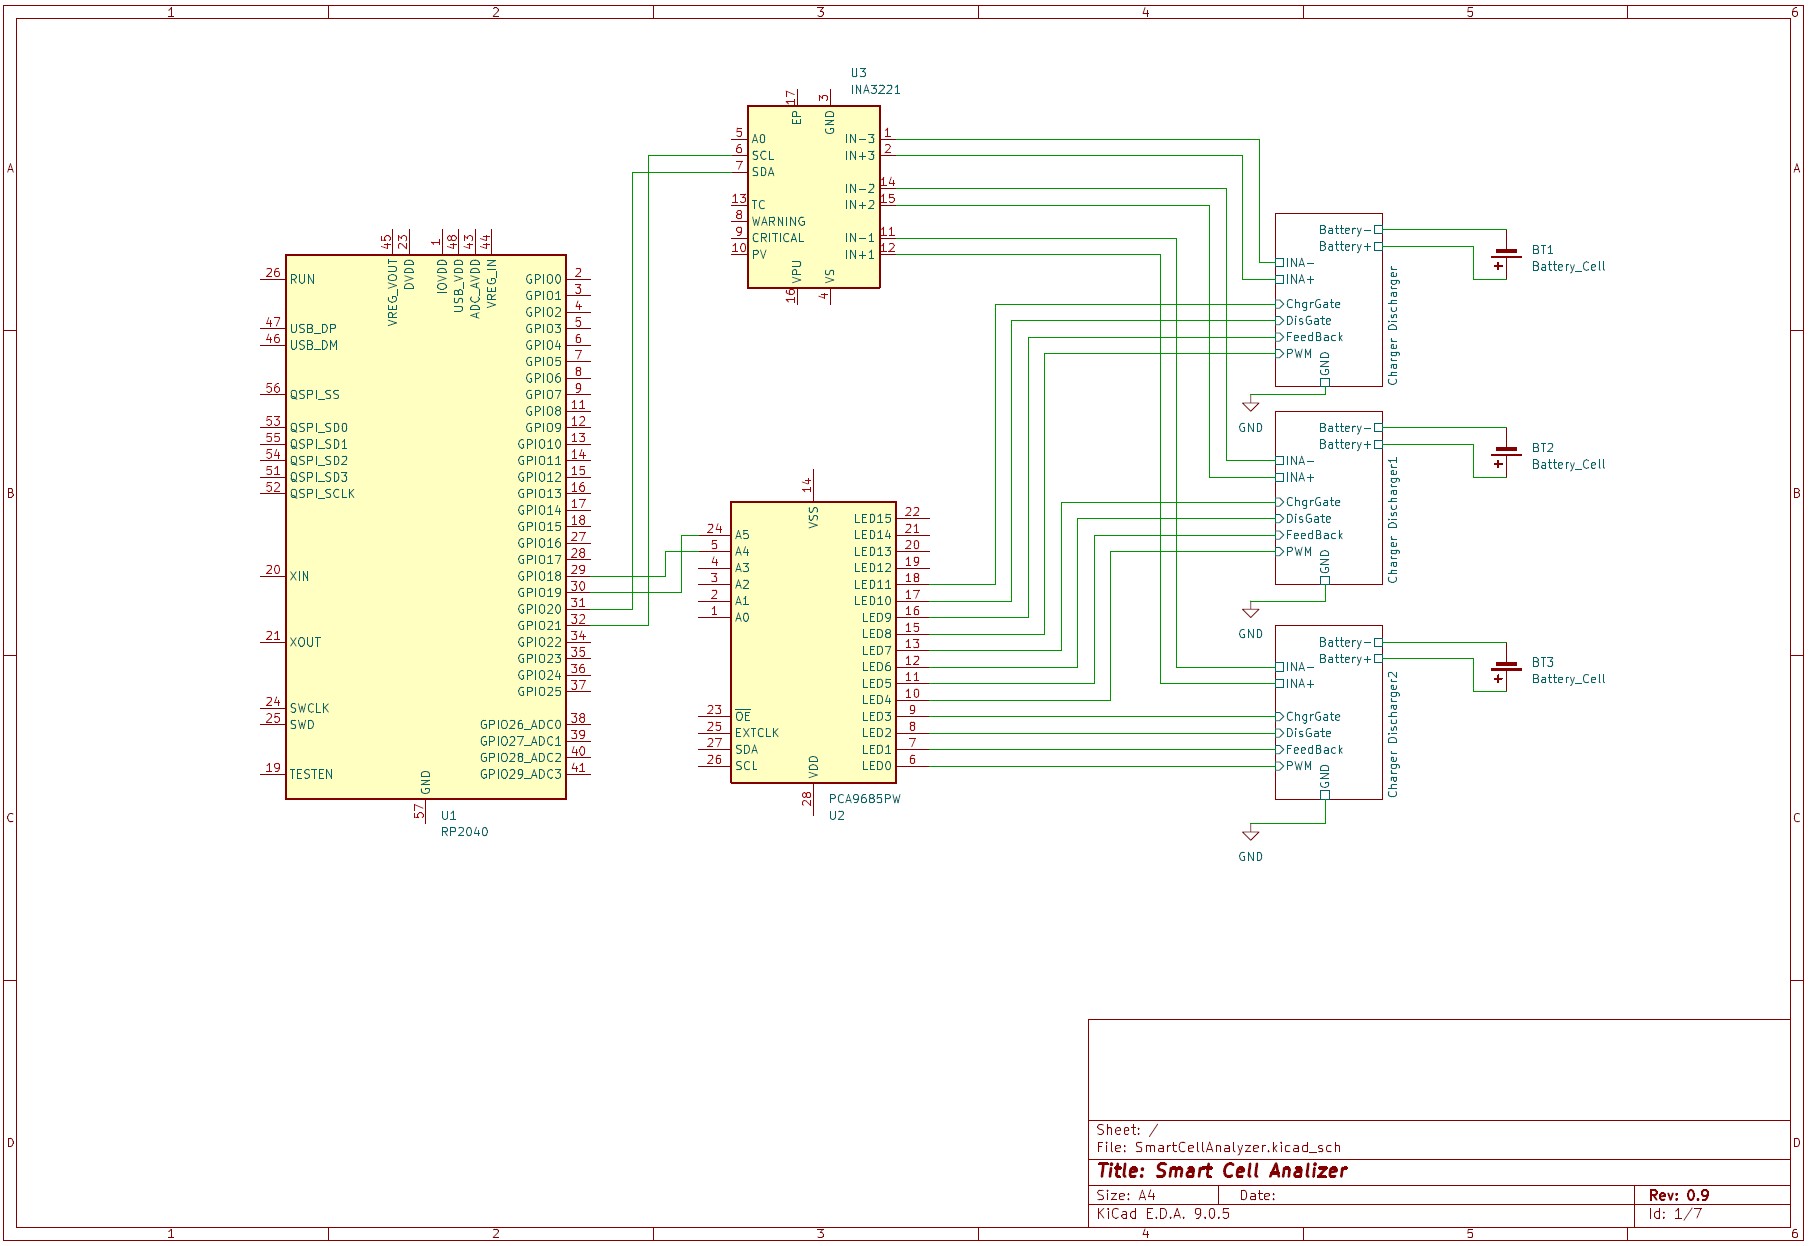 1 2 3 4 5 6
A
B
C
D
U3
INA3221
17 3
EP GND
5 A0
6 SCL
7 SDA
13 TC
8 WARNING
9 CRITICAL
10 PV
IN-3 1
IN+3 2
IN-2 14
IN+2 15
IN-1 11
IN+1 12
VPU VS
16 4
45 23 1 48 43 44
VREG_VOUT DVDD IOVDD USB_VDD ADC_AVDD VREG_IN
26 RUN
47 USB_DP
46 USB_DM
56 QSPI_SS
53 QSPI_SD0
55 QSPI_SD1
54 QSPI_SD2
51 QSPI_SD3
52 QSPI_SCLK
20 XIN
21 XOUT
24 SWCLK
25 SWD
19 TESTEN
GPIO0 2
GPIO1 3
GPIO2 4
GPIO3 5
GPIO4 6
GPIO5 7
GPIO6 8
GPIO7 9
GPIO8 11
GPIO9 12
GPIO10 13
GPIO11 14
GPIO12 15
GPIO13 16
GPIO14 17
GPIO15 18
GPIO16 27
GPIO17 28
GPIO18 29
GPIO19 30
GPIO20 31
GPIO21 32
GPIO22 34
GPIO23 35
GPIO24 36
GPIO25 37
GPIO26_ADC0 38
GPIO27_ADC1 39
GPIO28_ADC2 40
GPIO29_ADC3 41
GND
57
U1
RP2040
14
VSS
24 A5
5 A4
4 A3
3 A2
2 A1
1 A0
23 OE
25 EXTCLK
27 SDA
26 SCL
LED15 22
LED14 21
LED13 20
LED12 19
LED11 18
LED10 17
LED9 16
LED8 15
LED7 13
LED6 12
LED5 11
LED4 10
LED3 9
LED2 8
LED1 7
LED0 6
VDD
28
PCA9685PW
U2
Battery-
Battery+
INA-
INA+
ChgrGate
DisGate
FeedBack
PWM
GND
Charger Discharger
GND
BT1
Battery_Cell
Battery-
Battery+
INA-
INA+
ChgrGate
DisGate
FeedBack
PWM
GND
Charger Discharger1
GND
BT2
Battery_Cell
Battery-
Battery+
INA-
INA+
ChgrGate
DisGate
FeedBack
PWM
GND
Charger Discharger2
GND
BT3
Battery_Cell
Sheet: /
File: SmartCellAnalyzer.kicad_sch
Title: Smart Cell Analizer
Size: A4 Date: Rev: 0.9
KiCad E.D.A. 9.0.5 Id: 1/7
A
B
C
D
1 2 3 4 5 6